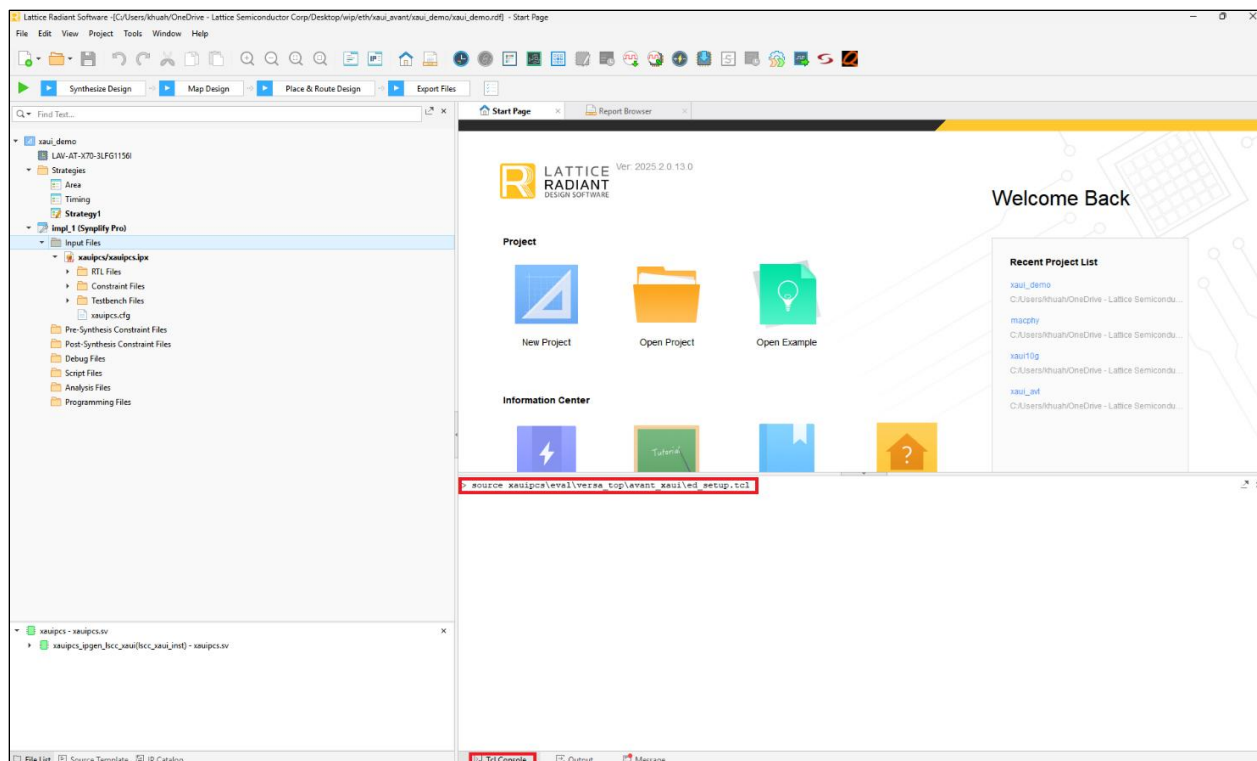 Lattice Radiant Software -[C:/Users/khuah/OneDrive - Lattice Semiconductor Corp/Desktop/wip/eth/xaui_avant/xaui_demo/xaui_demo.rdf] - Start Page
File Edit View Project Tools Window Help
Synthesize Design Map Design Place & Route Design Export Files
Find Text...
Start Page Report Browser
xaui_demo
LAV-AT-X70-3LFG1156I
Strategies
Area
Timing
Strategy1
impl_1 (Synplify Pro)
Input Files
xauipcs/xauipcs.ipx
RTL Files
Constraint Files
Testbench Files
xauipcs.cfg
Pre-Synthesis Constraint Files
Post-Synthesis Constraint Files
Debug Files
Script Files
Analysis Files
Programming Files
xauipcs - xauipcs.sv
xauipcs_ipgen_lscc_xaui(lscc_xaui_inst) - xauipcs.sv
File List Source Template IP Catalog
LATTICE
RADIANT
DESIGN SOFTWARE
Ver: 2025.2.0.13.0
Welcome Back
Project
New Project Open Project Open Example
Information Center
Tutorial
Recent Project List
xaui_demo
C:/Users/khuah/OneDrive - Lattice Semicondu...
macphy
C:/Users/khuah/OneDrive - Lattice Semicondu...
xaui10g
C:/Users/khuah/OneDrive - Lattice Semicondu...
xaui_avt
C:/Users/khuah/OneDrive - Lattice Semicondu...
> source xauipcs\eval\versa_top\avant_xaui\ed_setup.tcl
Tcl Console Output Message